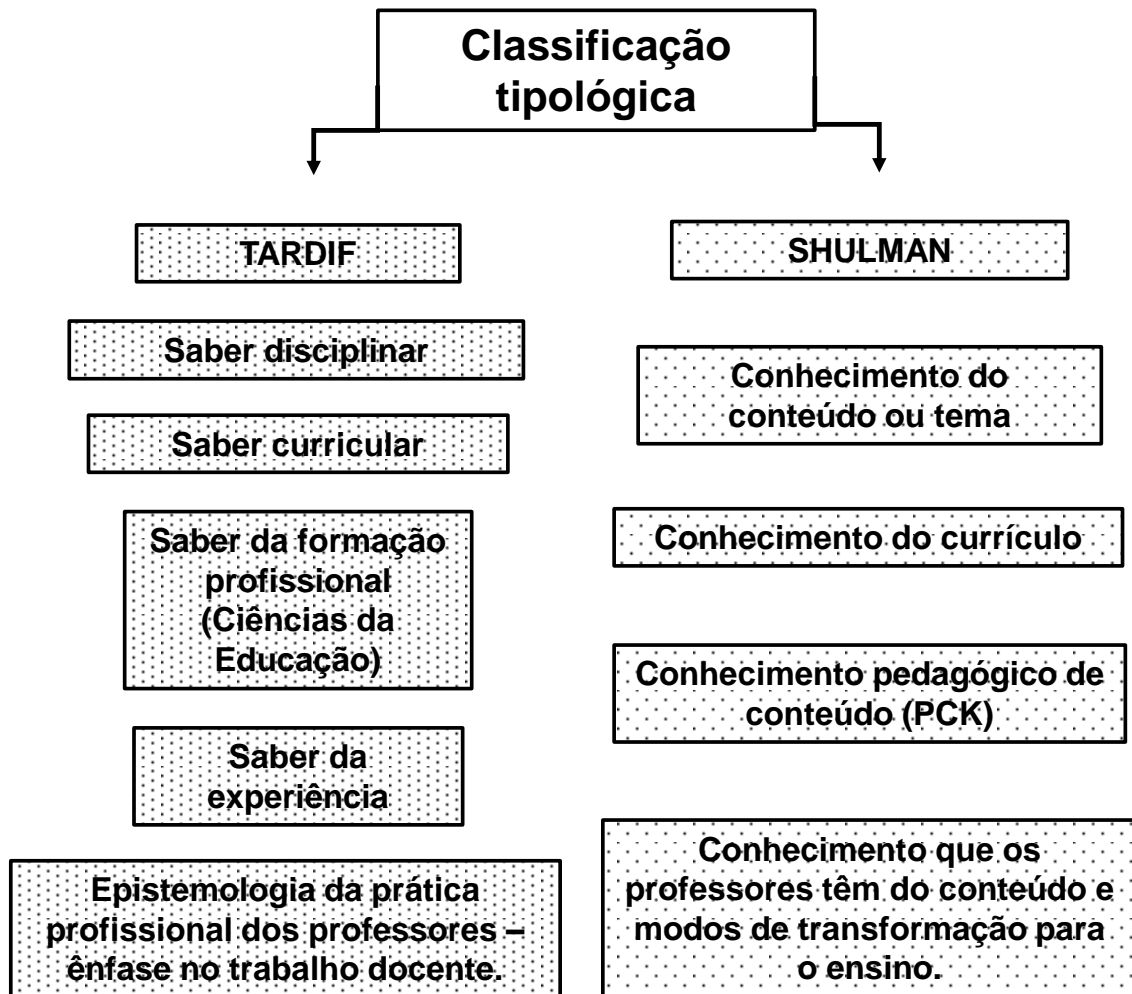 Classificação
tipológica
TARDIF
Saber disciplinar
Saber curricular
Saber da formação
profissional
(Ciências da
Educação)
Saber da
experiência
Epistemologia da prática
profissional dos professores –
ênfase no trabalho docente.
SHULMAN
Conhecimento do
conteúdo ou tema
Conhecimento do currículo
Conhecimento pedagógico de
conteúdo (PCK)
Conhecimento que os
professores têm do conteúdo e
modos de transformação para
o ensino.